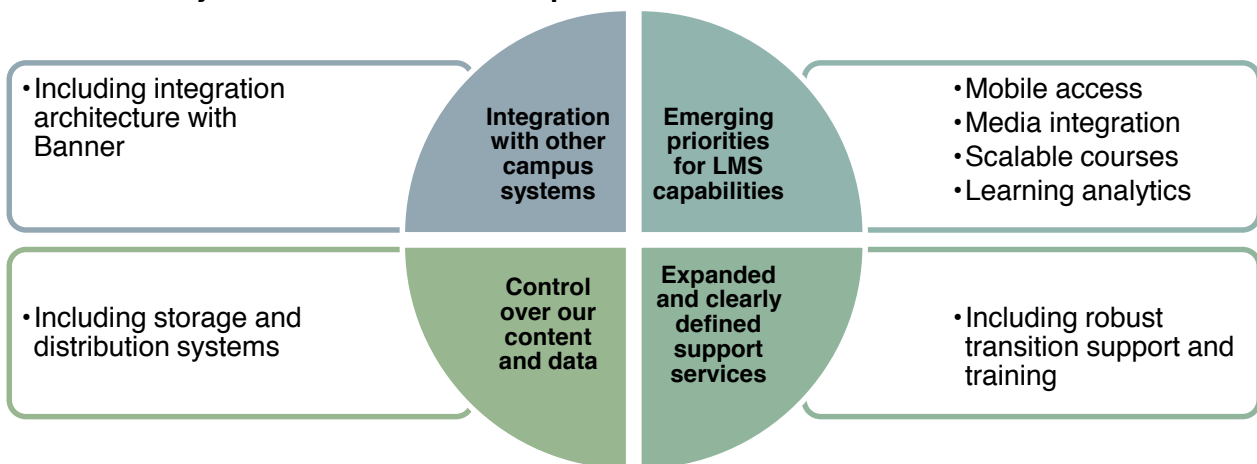 •Including integration
architecture with
Banner
Integration
with other
campus
systems
Emerging
priorities
for LMS
capabilities
•Mobile access
•Media integration
•Scalable courses
•Learning analytics
•Including storage and
distribution systems
Control
over our
content
and data
Expanded
and clearly
defined
support
services
•Including robust
transition support and
training